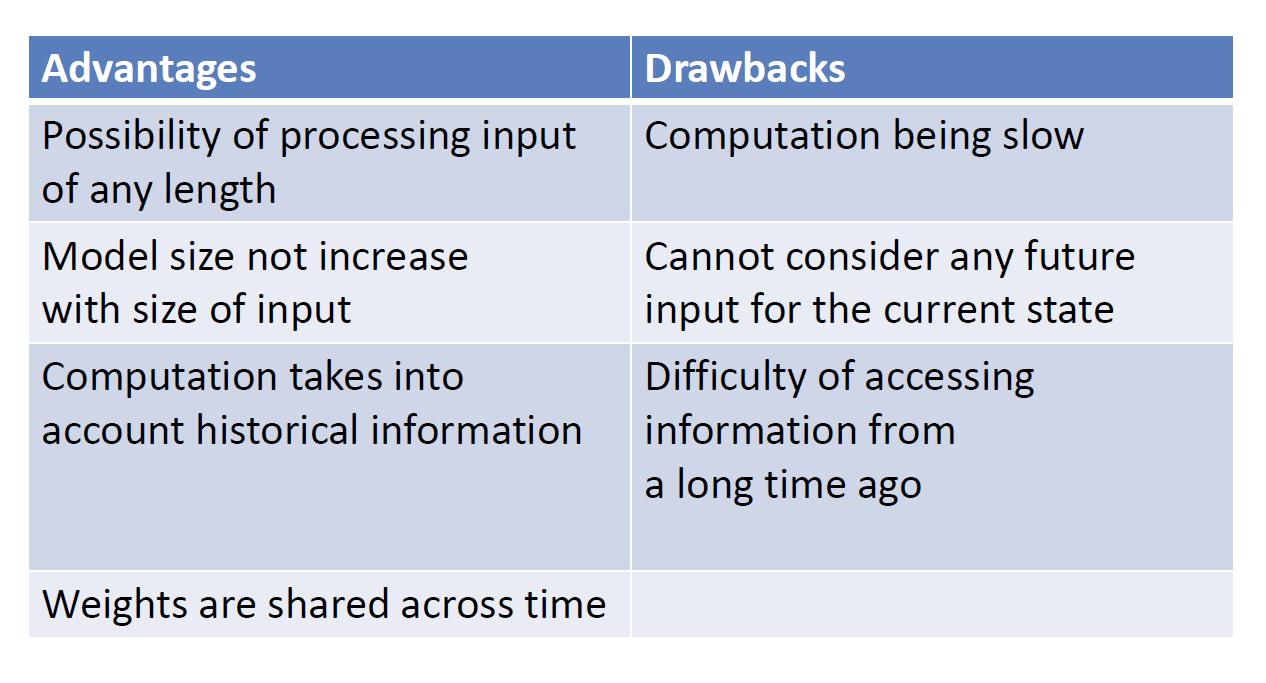 Advantages
Drawbacks
Possibility of processing input
of any length
Computation being slow
Model size not increase
with size of input
Cannot consider any future
input for the current state
Computation takes into
account historical information
Difficulty of accessing
information from
a long time ago
Weights are shared across time